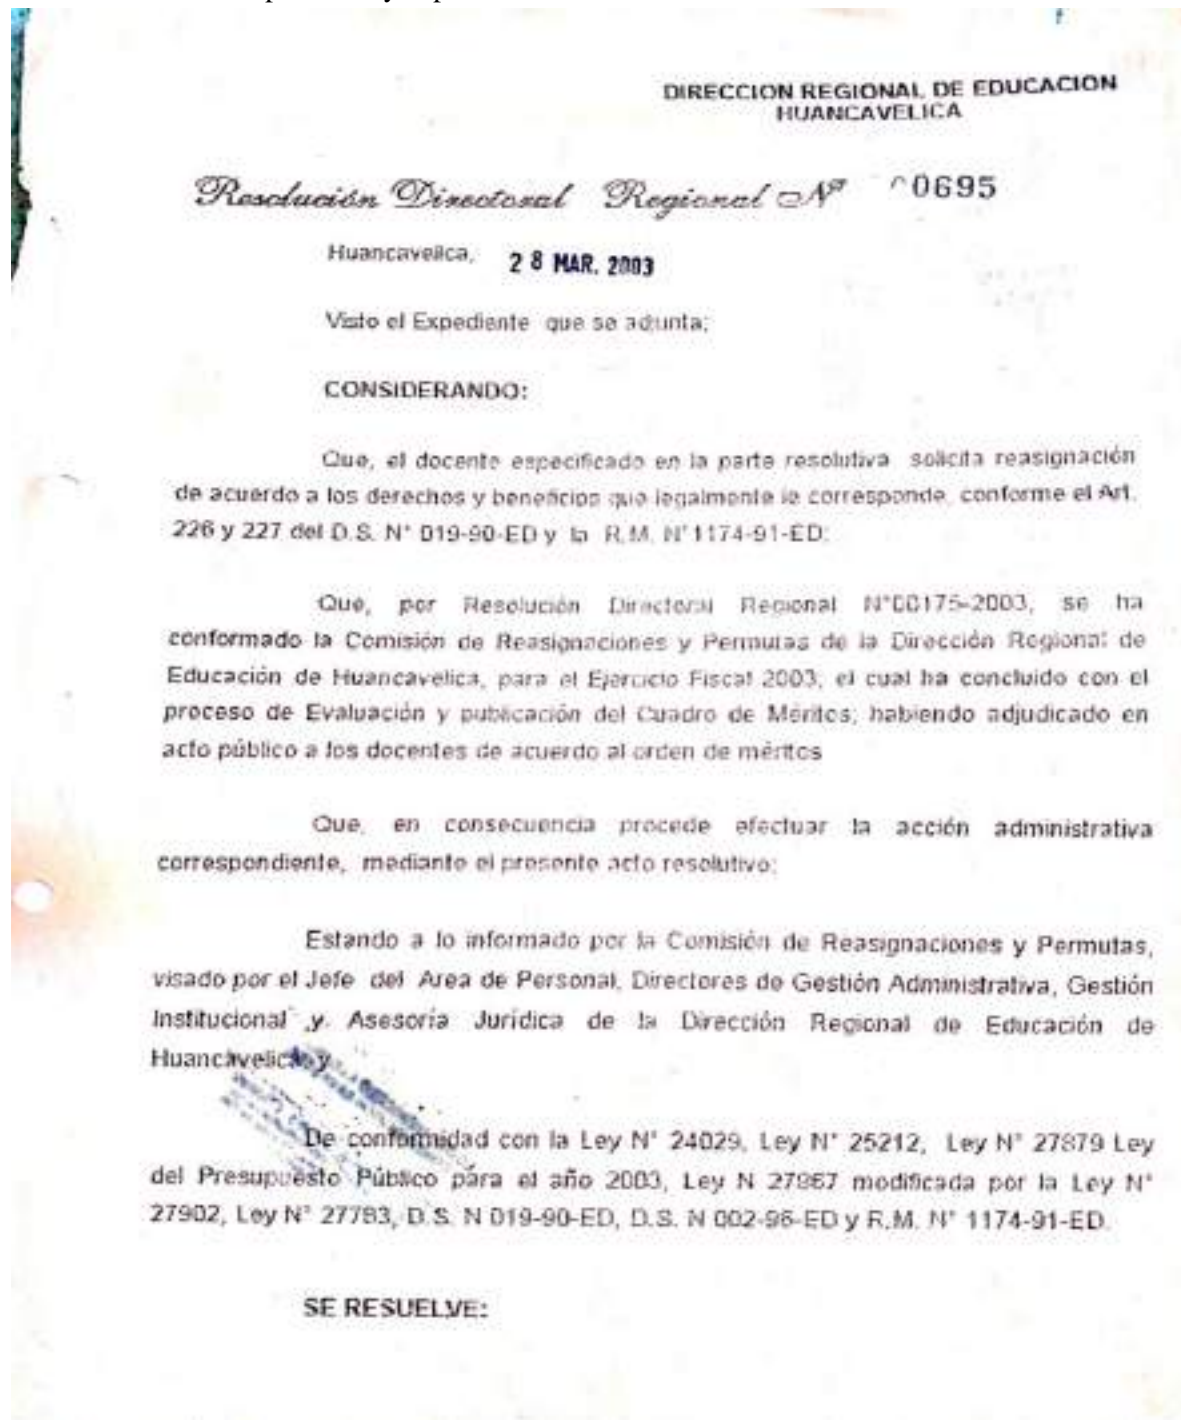 DIRECCION REGIONAL DE EDUCACION
HUANCAVELICA
Resolución Directoral Regional Nº 00695
Huancavelica, 28 MAR. 2003
Visto el Expediente que se adjunta;
CONSIDERANDO:
Que, el docente especificado en la parte resolutiva solicita reasignación
de acuerdo a los derechos y beneficios que legalmente le corresponde, conforme el Art.
226 y 227 del D.S. N° 019-90-ED y la R.M. N°1174-91-ED;
Que, por Resolución Directoral Regional N°00175-2003, se ha
conformado la Comisión de Reasignaciones y Permutas de la Dirección Regional de
Educación de Huancavelica, para el Ejercicio Fiscal 2003, el cual ha concluido con el
proceso de Evaluación y publicación del Cuadro de Méritos; habiendo adjudicado en
acto público a los docentes de acuerdo al orden de méritos
Que, en consecuencia procede efectuar la acción administrativa
correspondiente, mediante el presente acto resolutivo;
Estando a lo informado por la Comisión de Reasignaciones y Permutas,
visado por el Jefe del Area de Personal, Directores de Gestión Administrativa, Gestión
Institucional y Asesoría Jurídica de la Dirección Regional de Educación de
Huancavelica y
De conformidad con la Ley N° 24029, Ley N° 25212, Ley N° 27879 Ley
del Presupuesto Público para el año 2003, Ley N 27867 modificada por la Ley N°
27902, Ley N° 27783, D.S. N 019-90-ED, D.S. N 002-96-ED y R.M. N° 1174-91-ED.
SE RESUELVE: